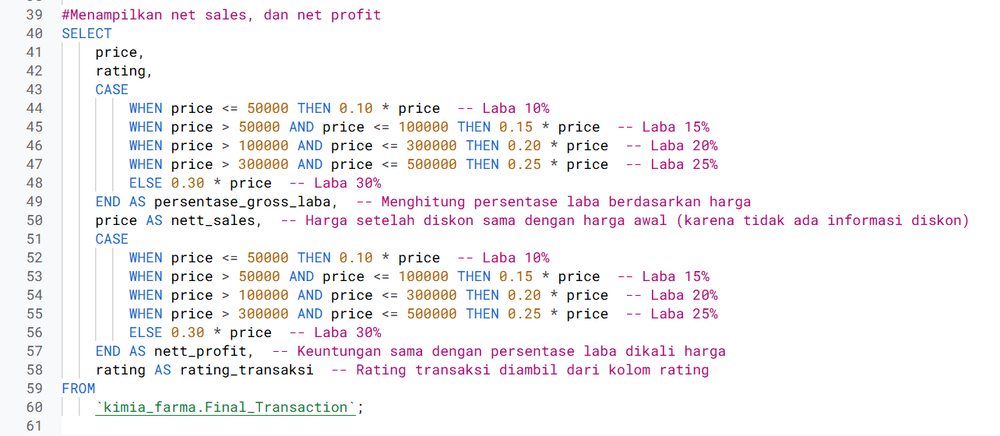 39 #Menampilkan net sales, dan net profit
40 SELECT
41     price,
42     rating,
43     CASE
44         WHEN price <= 50000 THEN 0.10 * price  -- Laba 10%
45         WHEN price > 50000 AND price <= 100000 THEN 0.15 * price  -- Laba 15%
46         WHEN price > 100000 AND price <= 300000 THEN 0.20 * price  -- Laba 20%
47         WHEN price > 300000 AND price <= 500000 THEN 0.25 * price  -- Laba 25%
48         ELSE 0.30 * price  -- Laba 30%
49     END AS persentase_gross_laba,  -- Menghitung persentase laba berdasarkan harga
50     price AS nett_sales,  -- Harga setelah diskon sama dengan harga awal (karena tidak ada informasi diskon)
51     CASE
52         WHEN price <= 50000 THEN 0.10 * price  -- Laba 10%
53         WHEN price > 50000 AND price <= 100000 THEN 0.15 * price  -- Laba 15%
54         WHEN price > 100000 AND price <= 300000 THEN 0.20 * price  -- Laba 20%
55         WHEN price > 300000 AND price <= 500000 THEN 0.25 * price  -- Laba 25%
56         ELSE 0.30 * price  -- Laba 30%
57     END AS nett_profit,  -- Keuntungan sama dengan persentase laba dikali harga
58     rating AS rating_transaksi  -- Rating transaksi diambil dari kolom rating
59 FROM
60     `kimia_farma.Final_Transaction`;
61